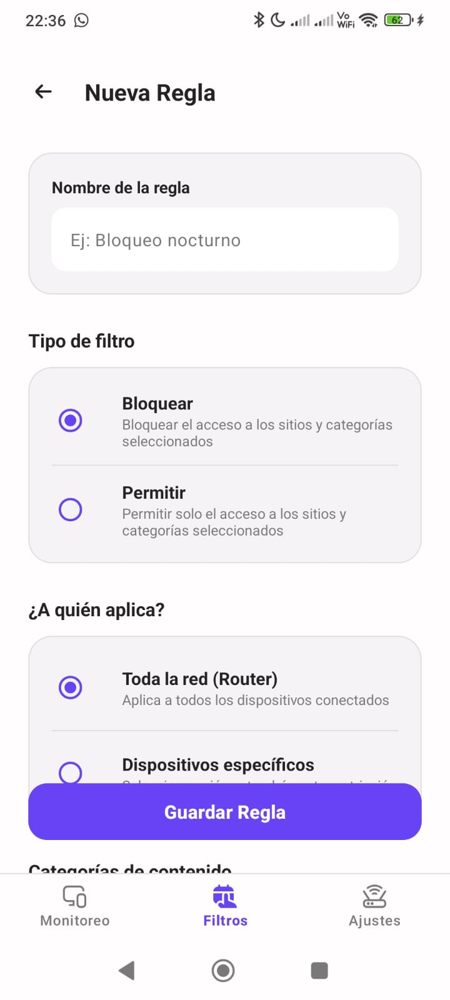 22:36
Vo
WiFi
62
Nueva Regla
Nombre de la regla
Ej: Bloqueo nocturno
Tipo de filtro
Bloquear
Bloquear el acceso a los sitios y categorías
seleccionados
Permitir
Permitir solo el acceso a los sitios y
categorías seleccionados
¿A quién aplica?
Toda la red (Router)
Aplica a todos los dispositivos conectados
Dispositivos específicos
Guardar Regla
Categorías de contenido
Monitoreo
Filtros
Ajustes